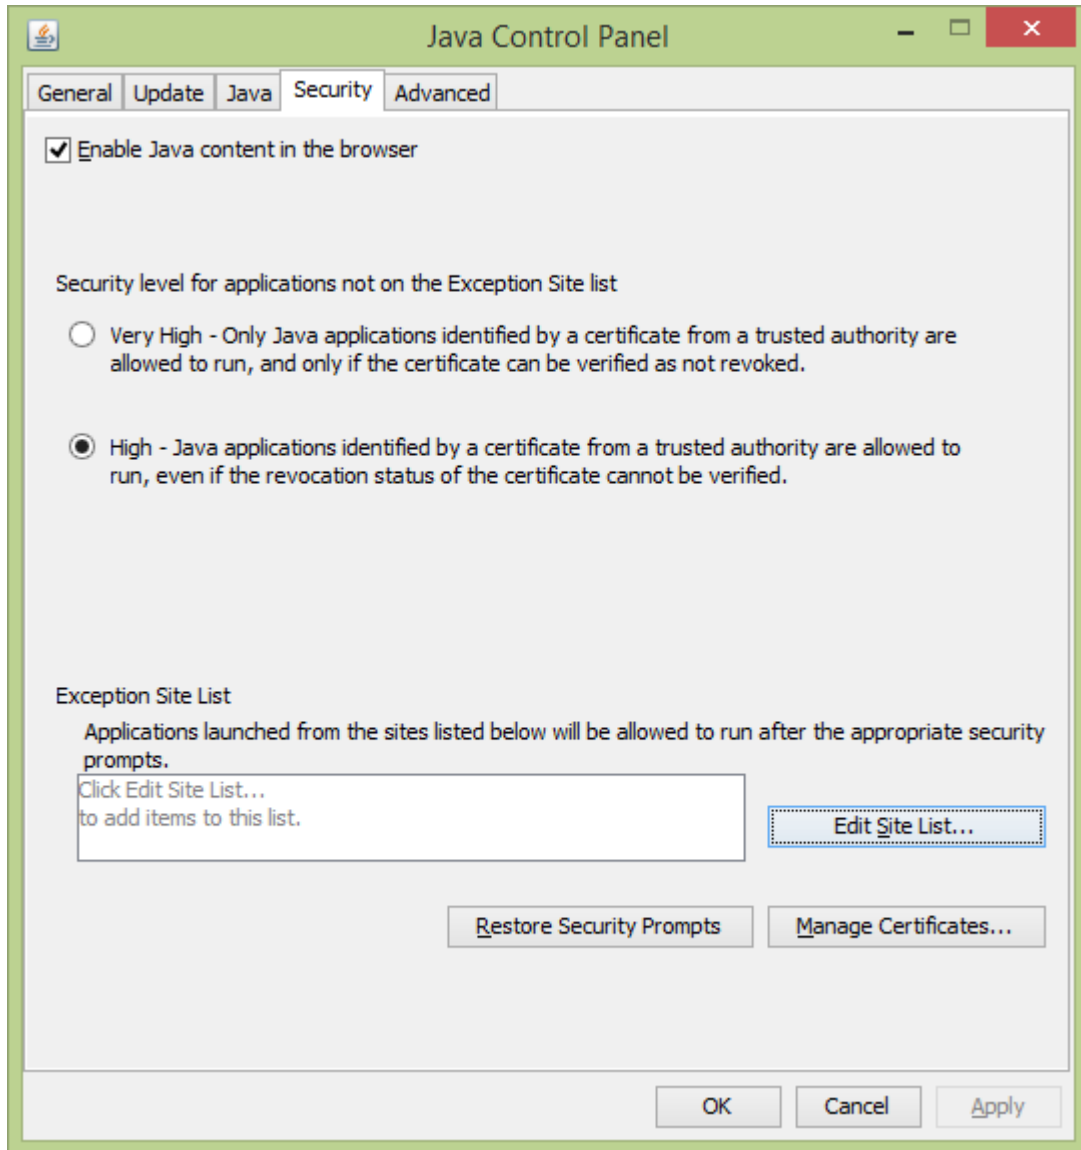 Java Control Panel
General Update Java Security Advanced
Enable Java content in the browser
Security level for applications not on the Exception Site list
Very High - Only Java applications identified by a certificate from a trusted authority are
allowed to run, and only if the certificate can be verified as not revoked.
High - Java applications identified by a certificate from a trusted authority are allowed to
run, even if the revocation status of the certificate cannot be verified.
Exception Site List
Applications launched from the sites listed below will be allowed to run after the appropriate security
prompts.
Click Edit Site List...
to add items to this list.
Edit Site List...
Restore Security Prompts Manage Certificates...
OK Cancel Apply